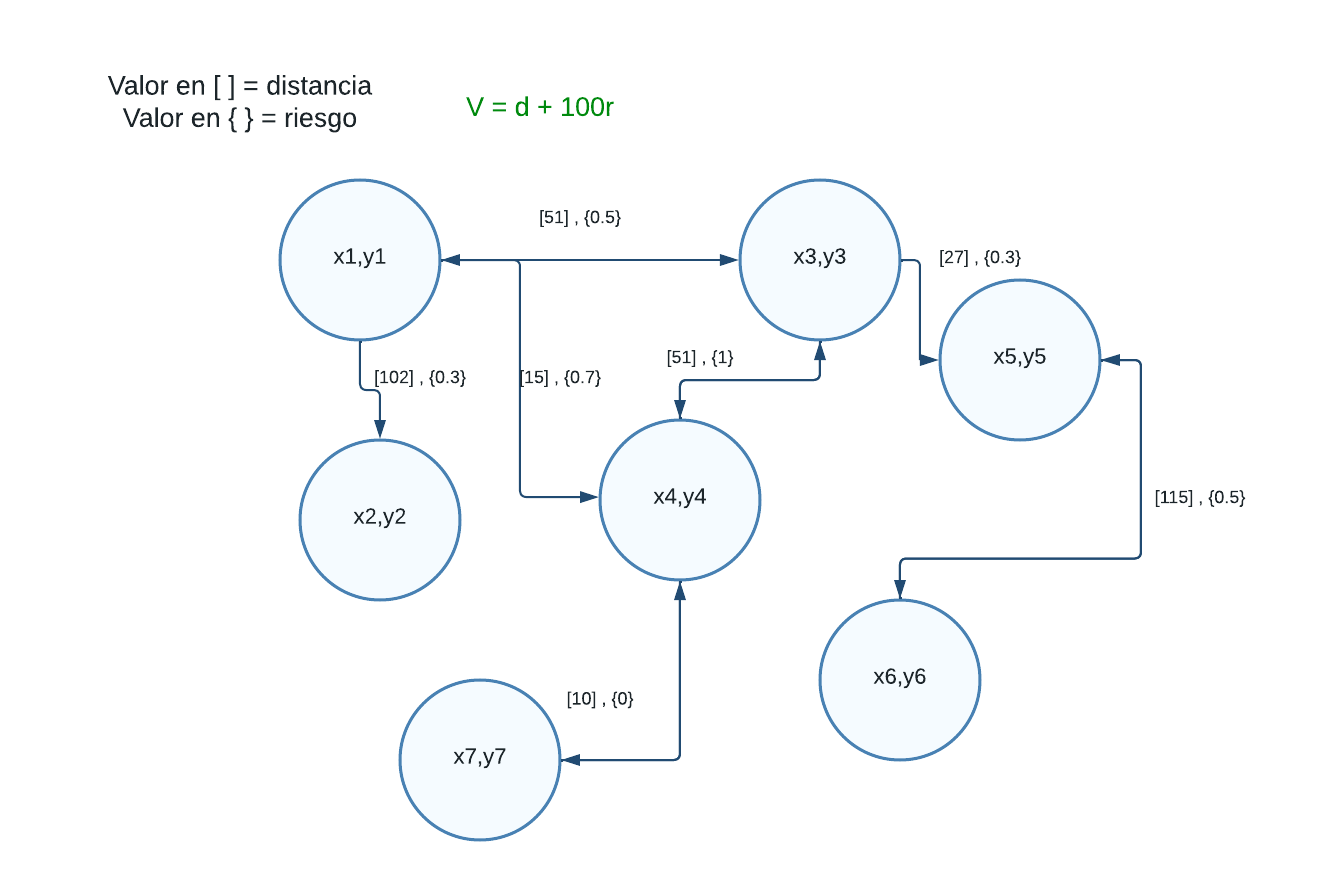 Valor en [ ] = distancia
Valor en { } = riesgo
V = d + 100r
[51] , {0.5}
x1,y1
x3,y3
[27] , {0.3}
[51] , {1}
x5,y5
[102] , {0.3}
[15] , {0.7}
x4,y4
[115] , {0.5}
x2,y2
x6,y6
[10] , {0}
x7,y7